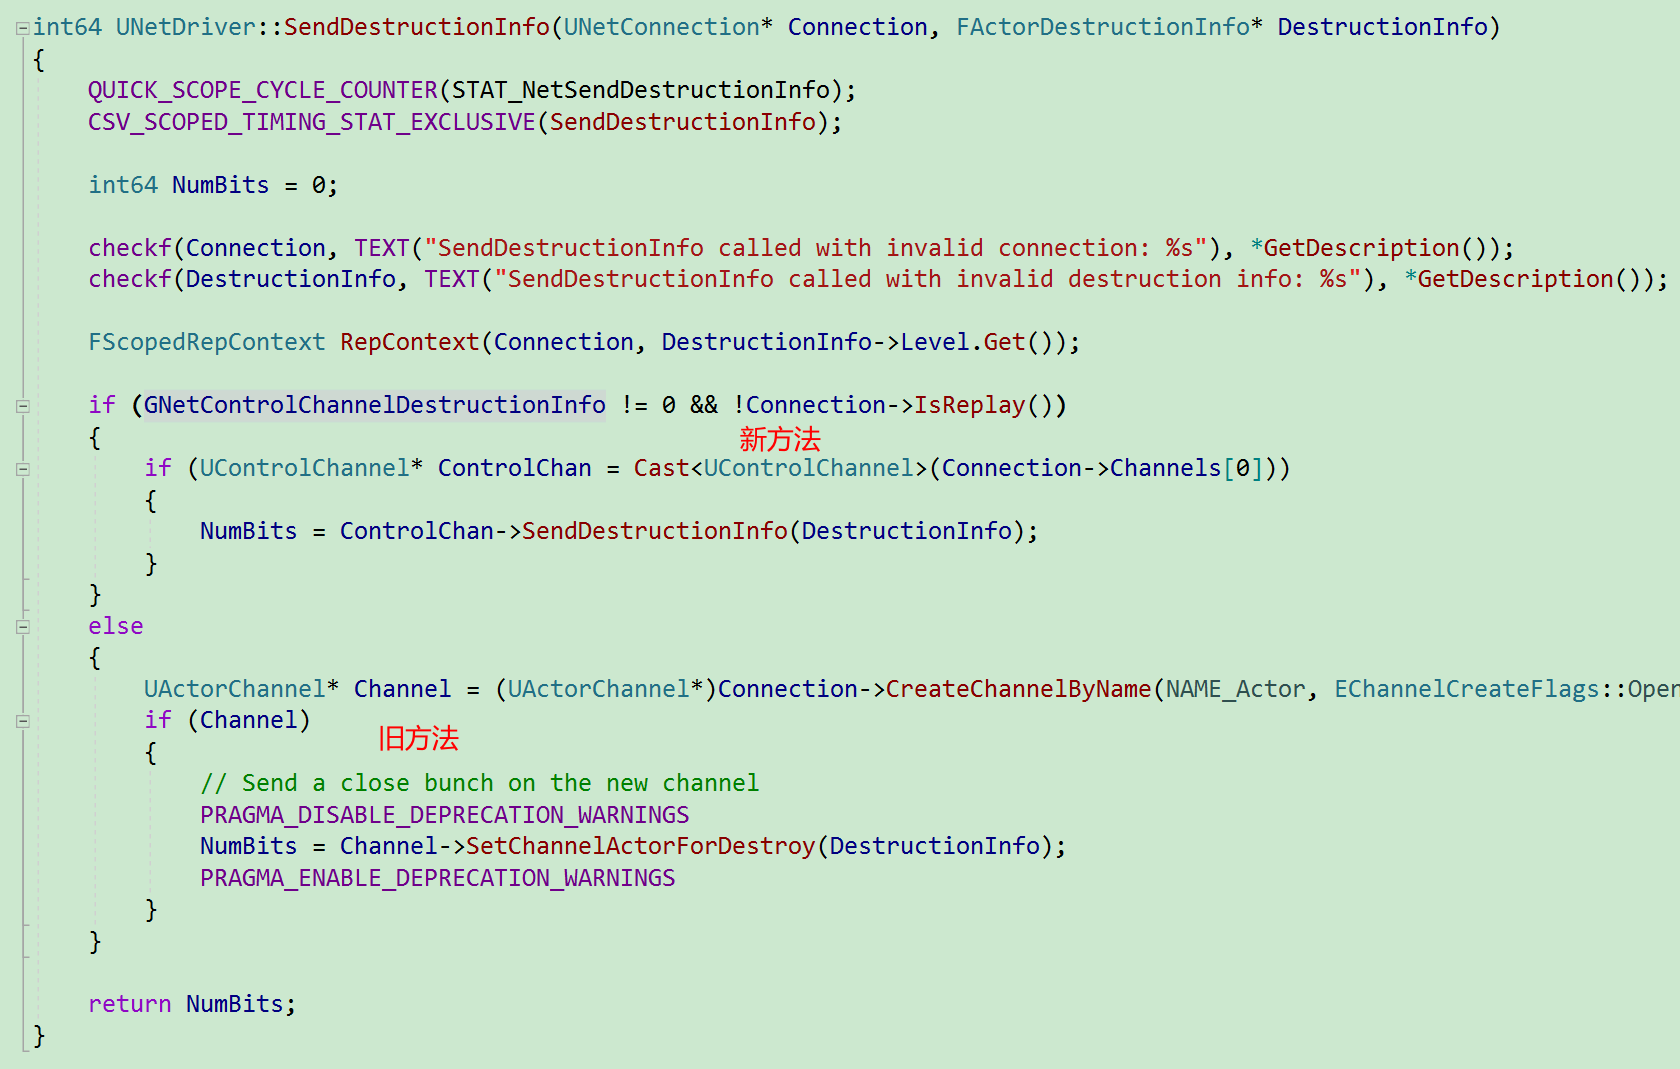 int64 UNetDriver::SendDestructionInfo(UNetConnection* Connection, FActorDestructionInfo* DestructionInfo)
{
    QUICK_SCOPE_CYCLE_COUNTER(STAT_NetSendDestructionInfo);
    CSV_SCOPED_TIMING_STAT_EXCLUSIVE(SendDestructionInfo);

    int64 NumBits = 0;

    checkf(Connection, TEXT("SendDestructionInfo called with invalid connection: %s"), *GetDescription());
    checkf(DestructionInfo, TEXT("SendDestructionInfo called with invalid destruction info: %s"), *GetDescription());

    FScopedRepContext RepContext(Connection, DestructionInfo->Level.Get());

    if (GNetControlChannelDestructionInfo != 0 && !Connection->IsReplay())
    {
新方法
        if (UControlChannel* ControlChan = Cast<UControlChannel>(Connection->Channels[0]))
        {
            NumBits = ControlChan->SendDestructionInfo(DestructionInfo);
        }
    }
    else
    {
        UActorChannel* Channel = (UActorChannel*)Connection->CreateChannelByName(NAME_Actor, EChannelCreateFlags::Open
        if (Channel)
旧方法
        {
            // Send a close bunch on the new channel
            PRAGMA_DISABLE_DEPRECATION_WARNINGS
            NumBits = Channel->SetChannelActorForDestroy(DestructionInfo);
            PRAGMA_ENABLE_DEPRECATION_WARNINGS
        }
    }

    return NumBits;
}